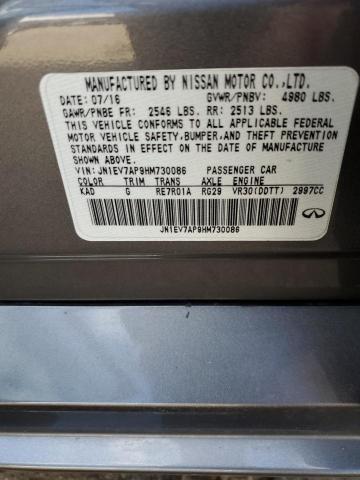 MANUFACTURED BY NISSAN MOTOR CO.,LTD.
DATE: 07/16 GVWR/PNBV: 4980 LBS.
GAWR/PNBE FR: 2546 LBS. RR: 2513 LBS.
THIS VEHICLE CONFORMS TO ALL APPLICABLE FEDERAL
MOTOR VEHICLE SAFETY,BUMPER,AND THEFT PREVENTION
STANDARDS IN EFFECT ON THE DATE OF MANUFACTURE
SHOWN ABOVE.
VIN: JN1EV7AP9HM730086 PASSENGER CAR
COLOR TRIM TRANS AXLE ENGINE
KAD G RE7R01A RG29 VR30(DDTT) 2997CC
JN1EV7AP9HM730086